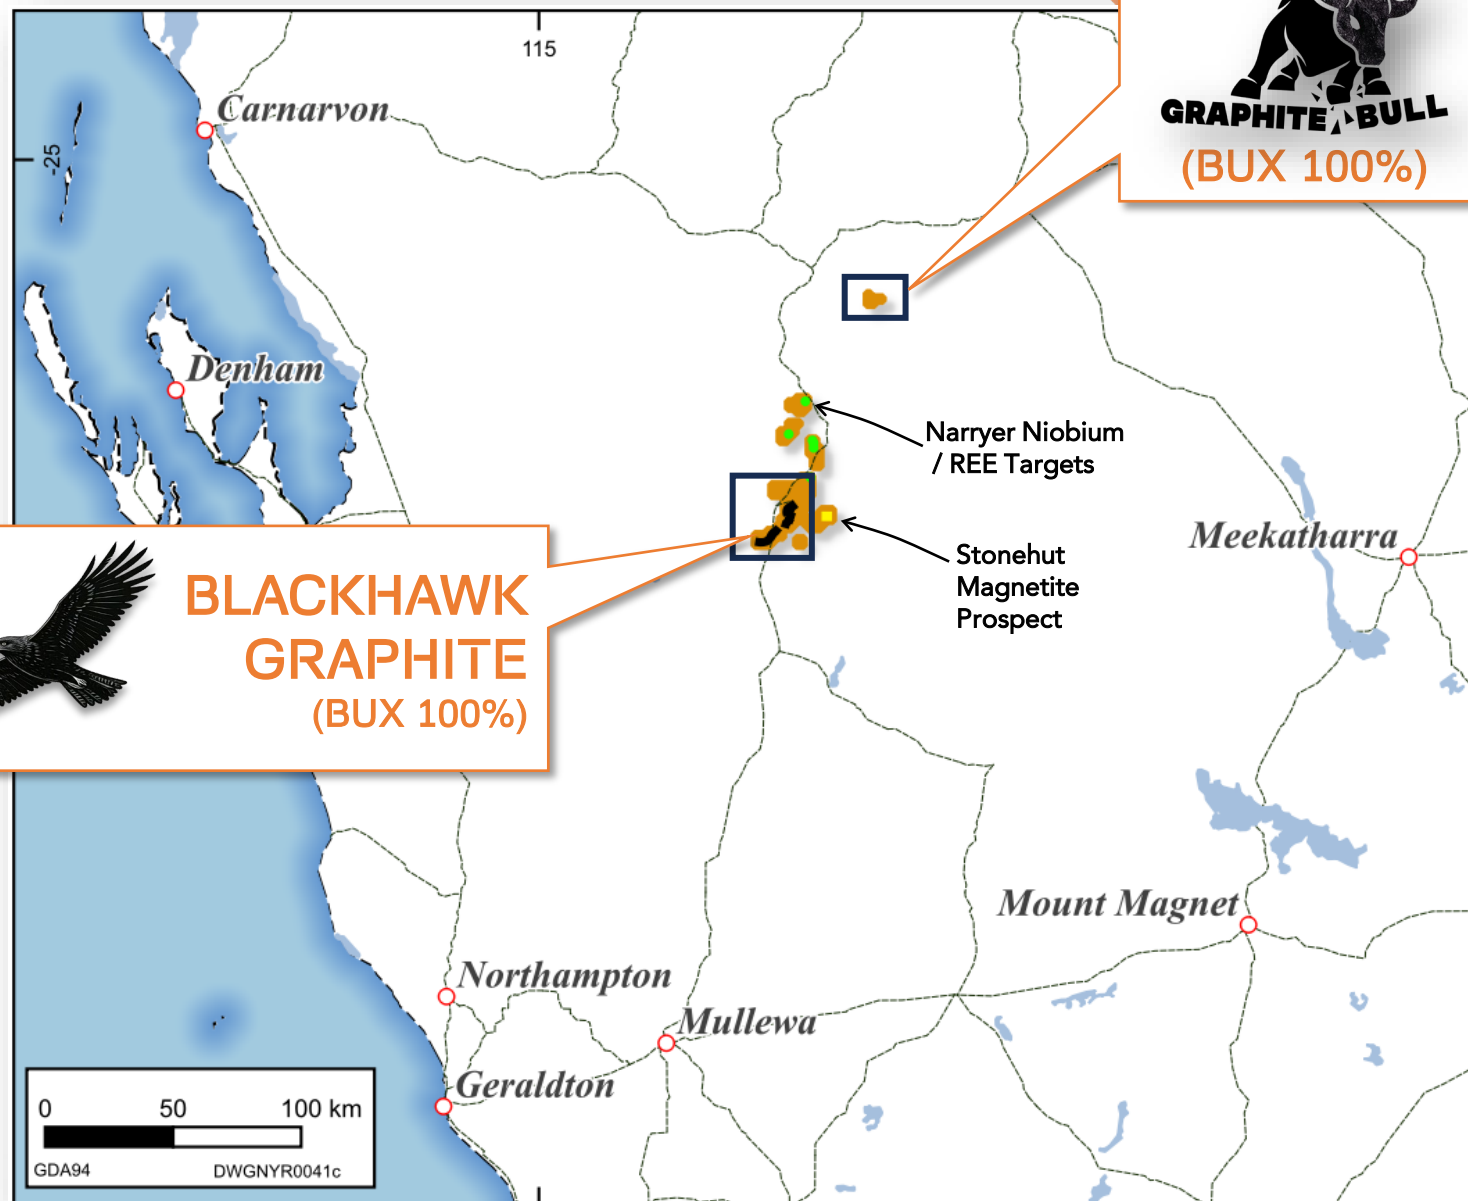 115
-25
Carnarvon
GRAPHITE BULL
(BUX 100%)
Denham
Narryer Niobium
/ REE Targets
Meekatharra
Stonehut
Magnetite
Prospect
BLACKHAWK
GRAPHITE
(BUX 100%)
Mount Magnet
Northampton
Mullewa
Geraldton
0 50 100 km
GDA94 DWGNYR0041c